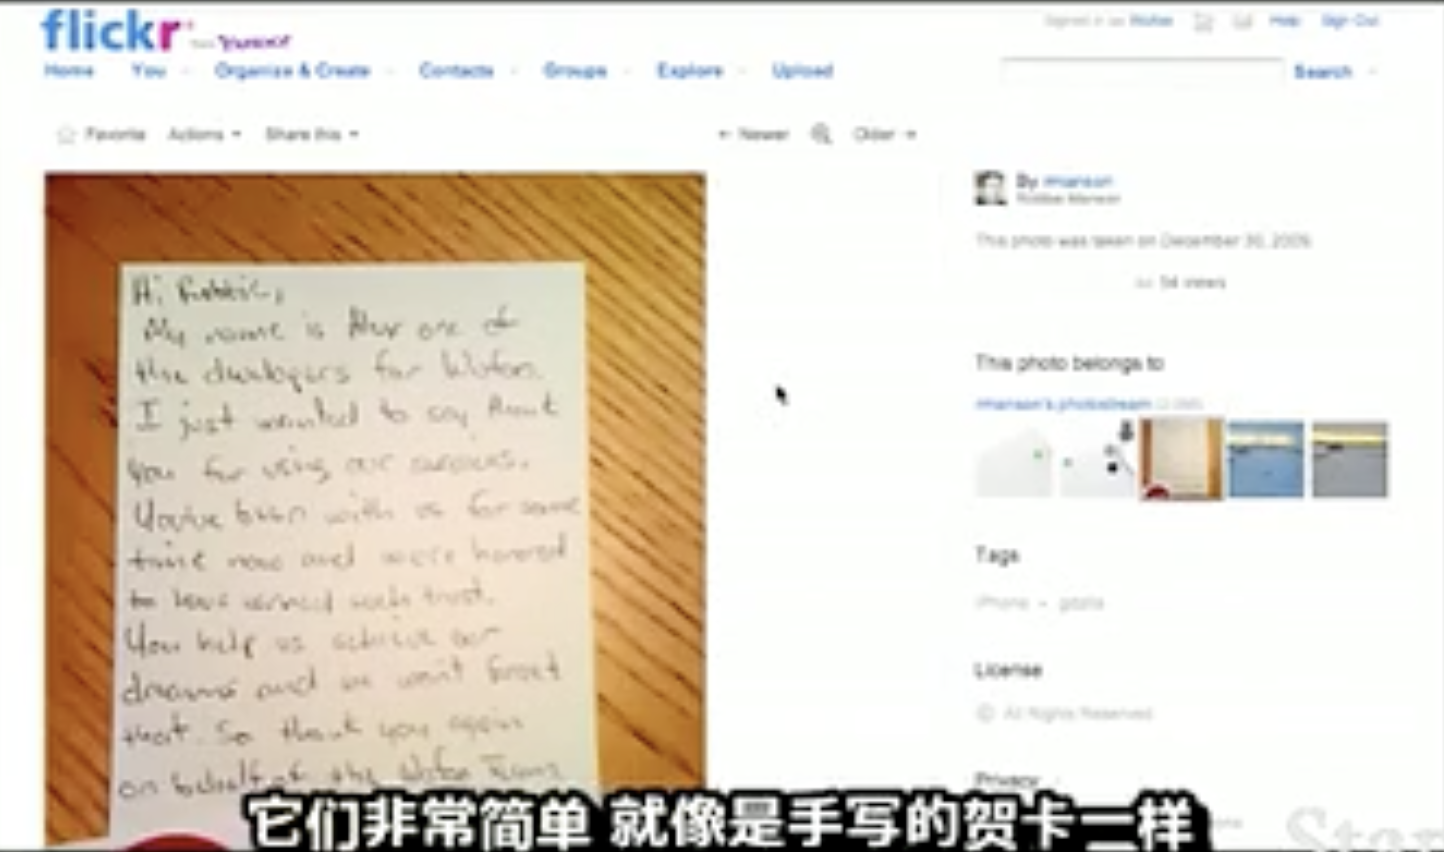 flickr from YAHOO!
Signed in as Wufoo Help Sign Out
Home You Organize & Create Contacts Groups Explore Upload
Search
Favorite Actions Share this
← Newer Older →
By rmanson
Robbie Manson
This photo was taken on December 30, 2009.
54 views
This photo belongs to
rmanson's photostream
Tags
iPhone
License
© All Rights Reserved
Privacy
Hi Robbie,
My name is Alex one of
the developers for Wufoo.
I just wanted to say thank
you for using our services.
You've been with us for some
time now and we're honored
to have earned such trust.
You help us achieve our
dreams and we won't forget
that. So thank you again
on behalf of the Wufoo Team
它们非常简单 就像是手写的贺卡一样